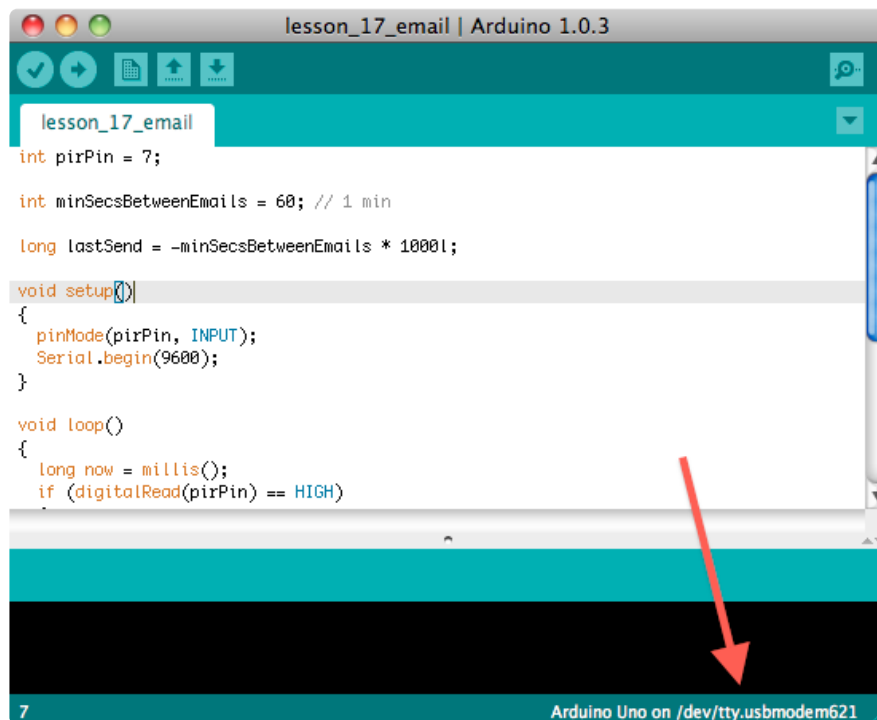 lesson_17_email | Arduino 1.0.3
lesson_17_email
int pirPin = 7;
int minSecsBetweenEmails = 60; // 1 min
long lastSend = -minSecsBetweenEmails * 1000l;
void setup()
{
pinMode(pirPin, INPUT);
Serial.begin(9600);
}
void loop()
{
long now = millis();
if (digitalRead(pirPin) == HIGH)
7
Arduino Uno on /dev/tty.usbmodem621